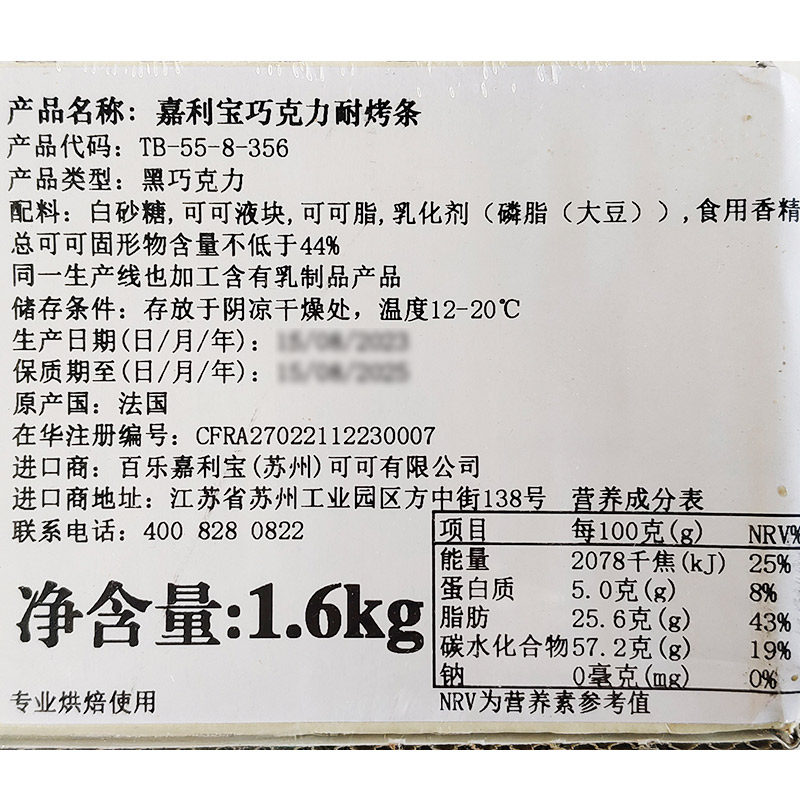 产品名称: 嘉利宝巧克力耐烤条
产品代码: TB-55-8-356
产品类型: 黑巧克力
配料: 白砂糖,可可液块,可可脂,乳化剂（磷脂（大豆））,食用香精
总可可固形物含量不低于44%
同一生产线也加工含有乳制品产品
储存条件: 存放于阴凉干燥处, 温度12-20℃
生产日期(日/月/年): 15/08/2023
保质期至(日/月/年): 15/08/2025
原产国: 法国
在华注册编号: CFRA27022112230007
进口商: 百乐嘉利宝(苏州)可可有限公司
进口商地址: 江苏省苏州工业园区方中街138号
联系电话: 400 828 0822
净含量:1.6kg
专业烘焙使用
营养成分表
项目 每100克(g) NRV%
能量 2078千焦(kJ) 25%
蛋白质 5.0克(g) 8%
脂肪 25.6克(g) 43%
碳水化合物 57.2克(g) 19%
钠 0毫克(mg) 0%
NRV为营养素参考值